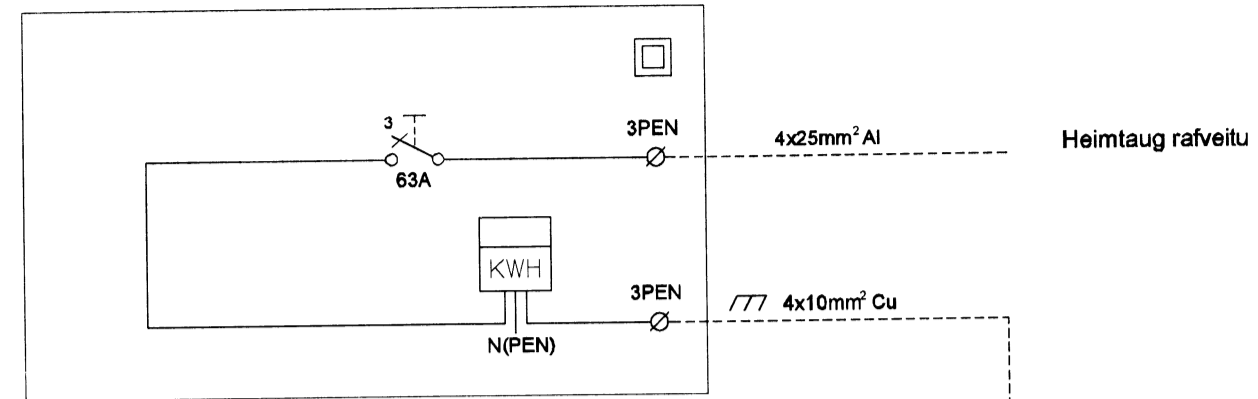 3
3PEN
4x25mm² Al
Heimtaug rafveitu
63A
KWH
3PEN
4x10mm² Cu
N(PEN)